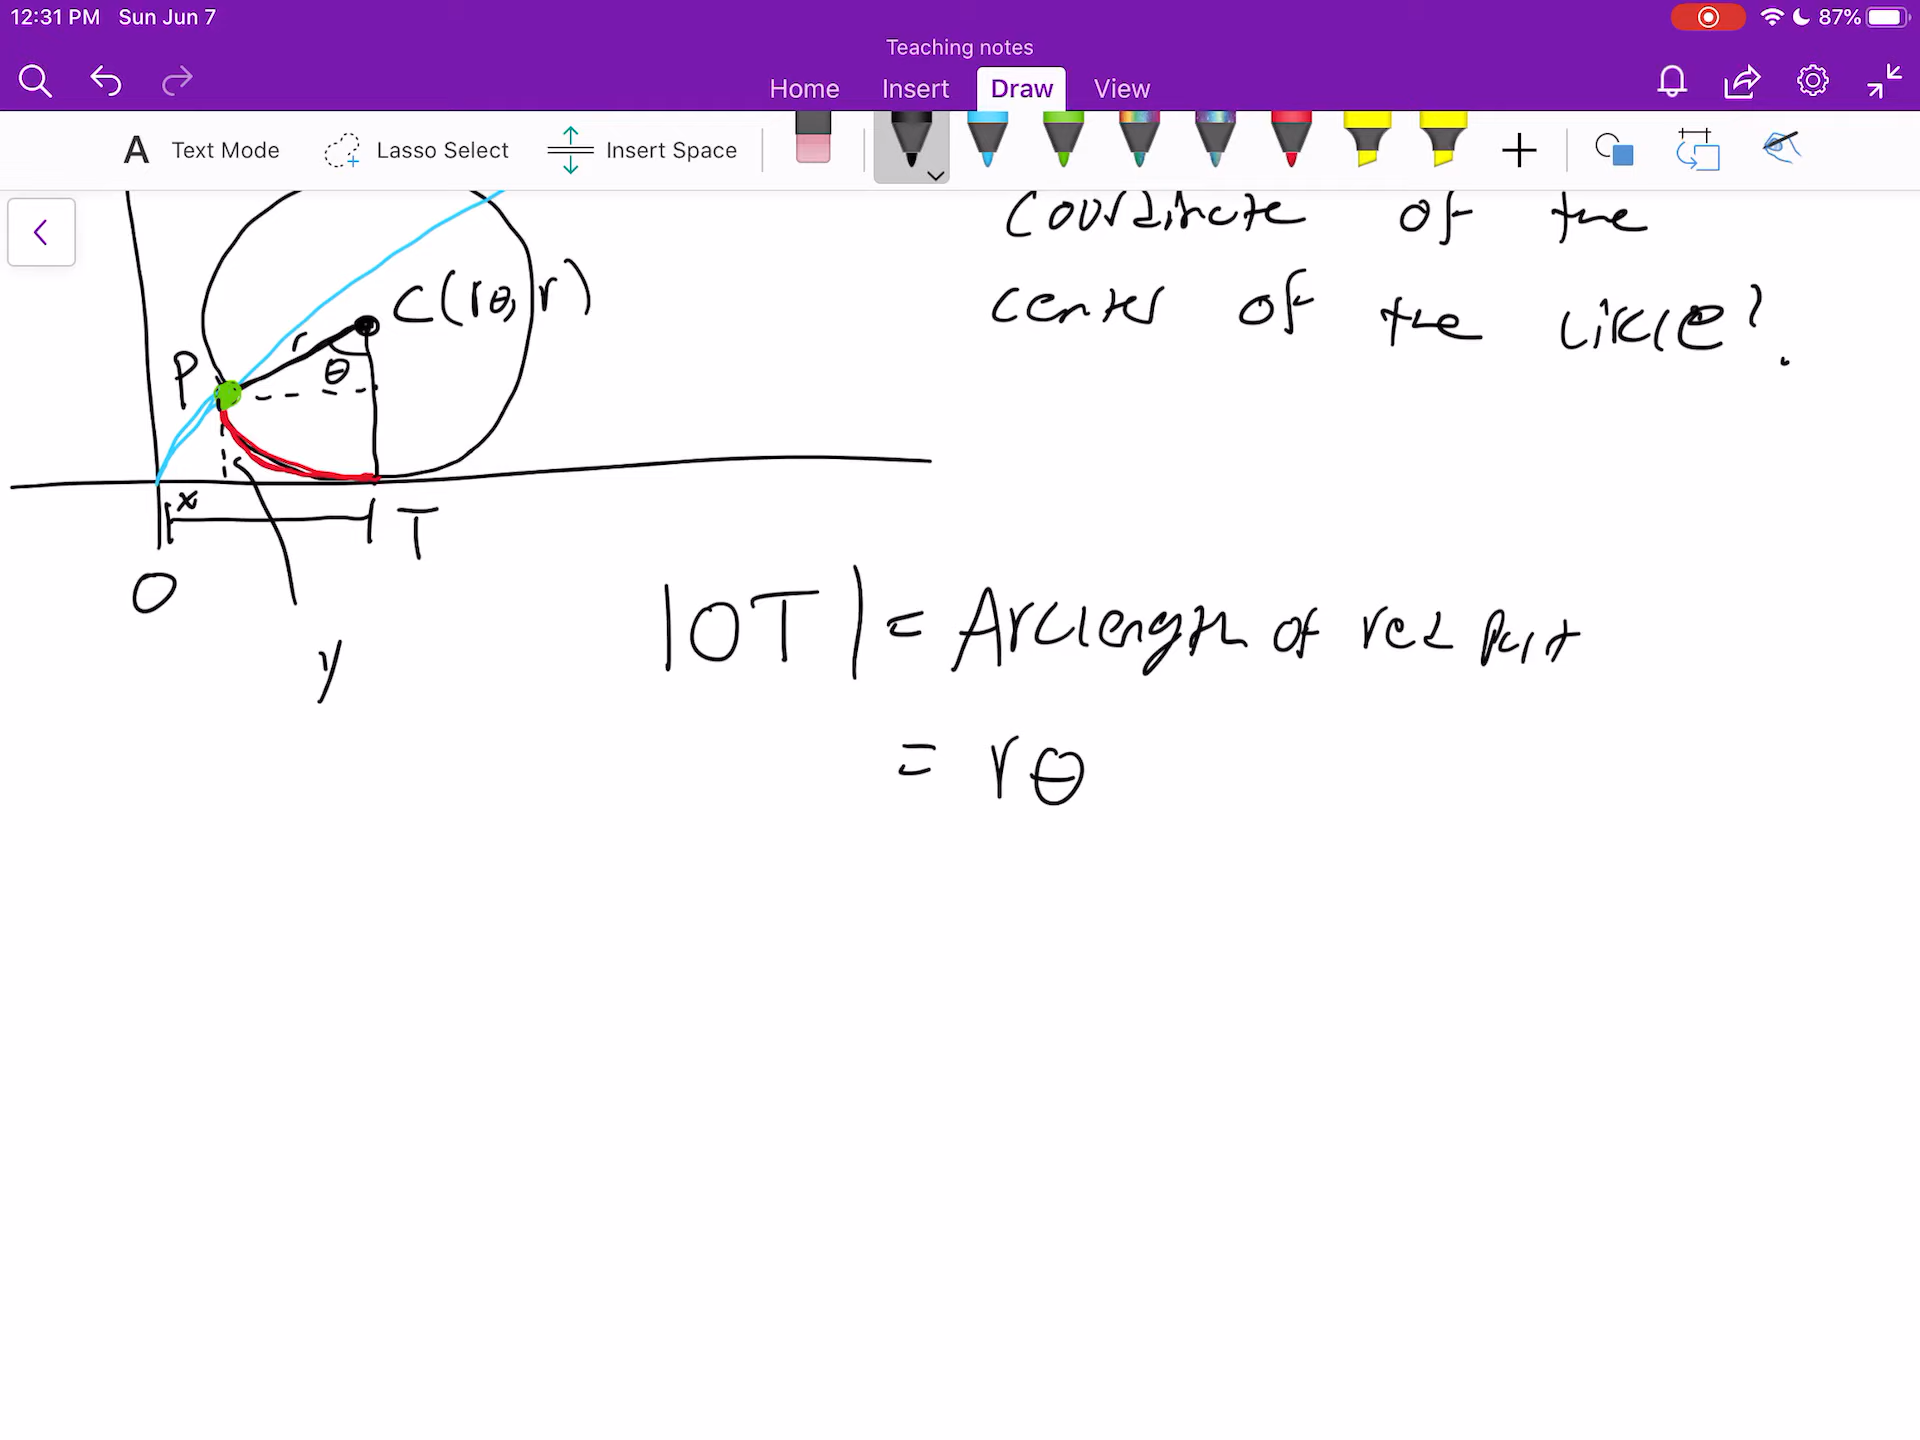 12:31 PM Sun Jun 7
87%
Teaching notes
Home Insert Draw View
A Text Mode Lasso Select Insert Space
Coordinate of the
center of the circle?
C(rθ, r)
r
P
θ
x
T
O
y
|OT| = Arclength of red part
= rθ